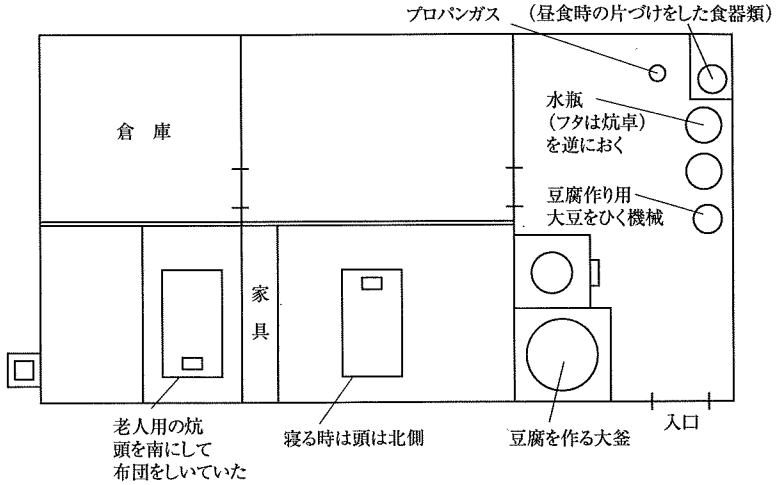 プロパンガス
(昼食時の片づけをした食器類)
倉庫
水瓶
(フタは炕卓)
を逆におく
豆腐作り用
大豆をひく機械
家具
老人用の炕
頭を南にして
布団をしいていた
寝る時は頭は北側
豆腐を作る大釜
入口